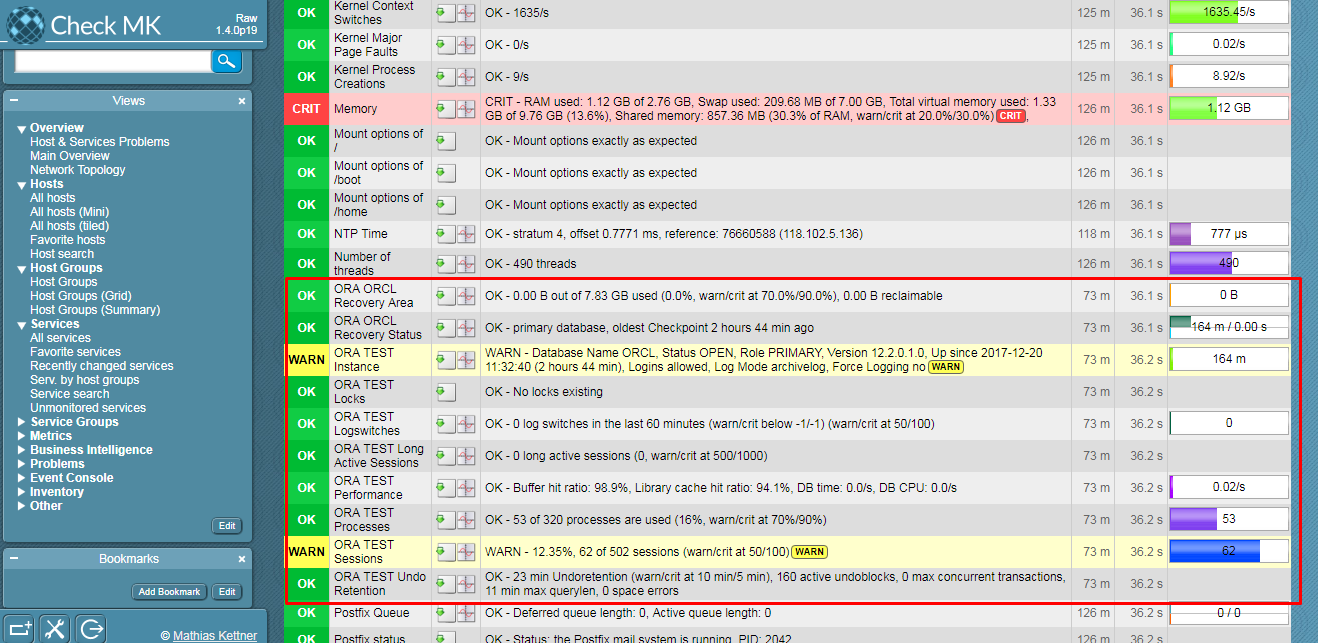 Check MK
Raw
1.4.0p19
Views
Overview
Host & Services Problems
Main Overview
Network Topology
Hosts
All hosts
All hosts (Mini)
All hosts (tiled)
Favorite hosts
Host search
Host Groups
Host Groups
Host Groups (Grid)
Host Groups (Summary)
Services
All services
Favorite services
Recently changed services
Serv. by host groups
Service search
Unmonitored services
Service Groups
Metrics
Business Intelligence
Problems
Event Console
Inventory
Other
Edit
Bookmarks
Add Bookmark Edit
© Mathias Kettner
OK Kernel Context Switches OK - 1635/s 125 m 36.1 s 1635.45/s
OK Kernel Major Page Faults OK - 0/s 125 m 36.1 s 0.02/s
OK Kernel Process Creations OK - 9/s 125 m 36.1 s 8.92/s
CRIT Memory CRIT - RAM used: 1.12 GB of 2.76 GB, Swap used: 209.68 MB of 7.00 GB, Total virtual memory used: 1.33 126 m 36.1 s 1.12 GB
GB of 9.76 GB (13.6%), Shared memory: 857.36 MB (30.3% of RAM, warn/crit at 20.0%/30.0%) CRIT,
OK Mount options of / OK - Mount options exactly as expected 126 m 36.1 s
OK Mount options of /boot OK - Mount options exactly as expected 126 m 36.1 s
OK Mount options of /home OK - Mount options exactly as expected 126 m 36.1 s
OK NTP Time OK - stratum 4, offset 0.7771 ms, reference: 76660588 (118.102.5.136) 118 m 36.1 s 777 µs
OK Number of threads OK - 490 threads 126 m 36.1 s 490
OK ORA ORCL Recovery Area OK - 0.00 B out of 7.83 GB used (0.0%, warn/crit at 70.0%/90.0%), 0.00 B reclaimable 73 m 36.1 s 0 B
OK ORA ORCL Recovery Status OK - primary database, oldest Checkpoint 2 hours 44 min ago 73 m 36.1 s 164 m / 0.00 s
WARN ORA TEST Instance WARN - Database Name ORCL, Status OPEN, Role PRIMARY, Version 12.2.0.1.0, Up since 2017-12-20 73 m 36.2 s 164 m
11:32:40 (2 hours 44 min), Logins allowed, Log Mode archivelog, Force Logging no WARN
OK ORA TEST Locks OK - No locks existing 73 m 36.2 s
OK ORA TEST Logswitches OK - 0 log switches in the last 60 minutes (warn/crit below -1/-1) (warn/crit at 50/100) 73 m 36.2 s 0
OK ORA TEST Long Active Sessions OK - 0 long active sessions (0, warn/crit at 500/1000) 73 m 36.2 s
OK ORA TEST Performance OK - Buffer hit ratio: 98.9%, Library cache hit ratio: 94.1%, DB time: 0.0/s, DB CPU: 0.0/s 73 m 36.2 s 0.02/s
OK ORA TEST Processes OK - 53 of 320 processes are used (16%, warn/crit at 70%/90%) 73 m 36.2 s 53
WARN ORA TEST Sessions WARN - 12.35%, 62 of 502 sessions (warn/crit at 50/100) WARN 73 m 36.2 s 62
OK ORA TEST Undo Retention OK - 23 min Undoretention (warn/crit at 10 min/5 min), 160 active undoblocks, 0 max concurrent transactions, 73 m 36.2 s
11 min max querylen, 0 space errors
OK Postfix Queue OK - Deferred queue length: 0, Active queue length: 0 126 m 36.2 s 0 / 0
OK Postfix status OK - Status: the Postfix mail system is running, PID: 2042 126 m 36.2 s